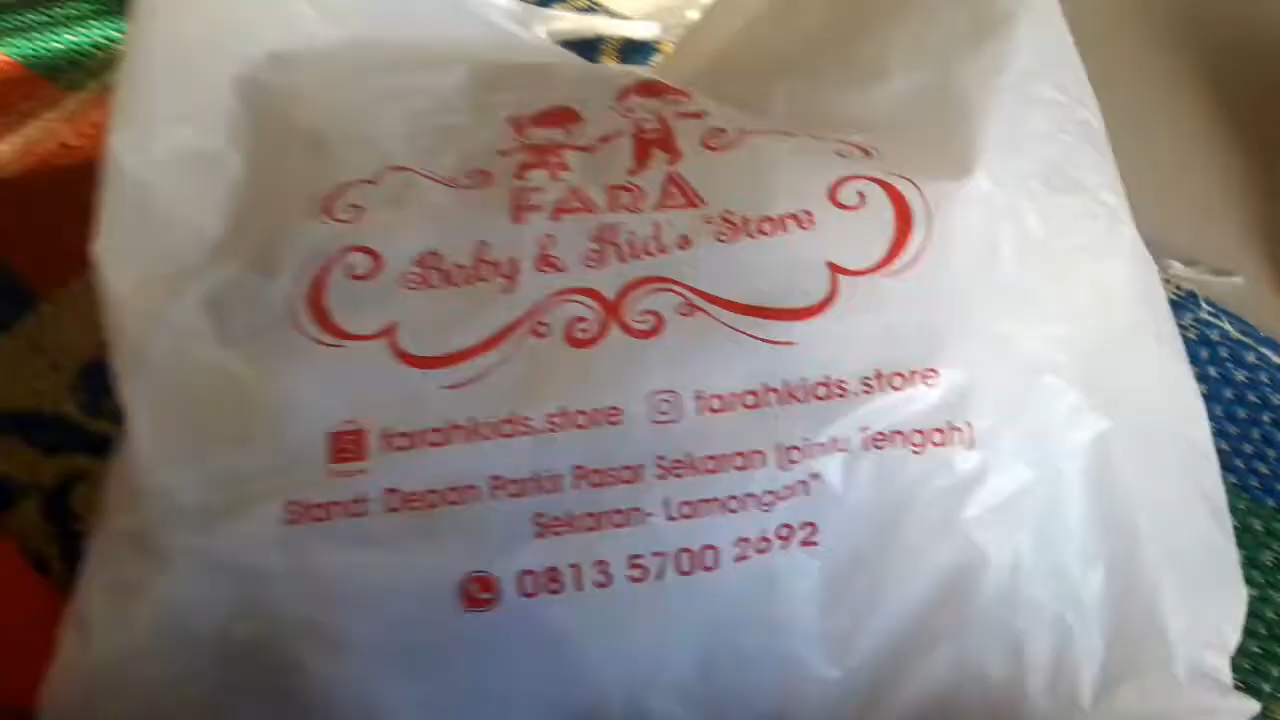 FARA
Baby & Kid's Store
farahkids.store farahkids.store
Stand: Depan Parkir Pasar Sekaran (pintu Tengah)
Sekaran- Lamongan"
0813 5700 2692